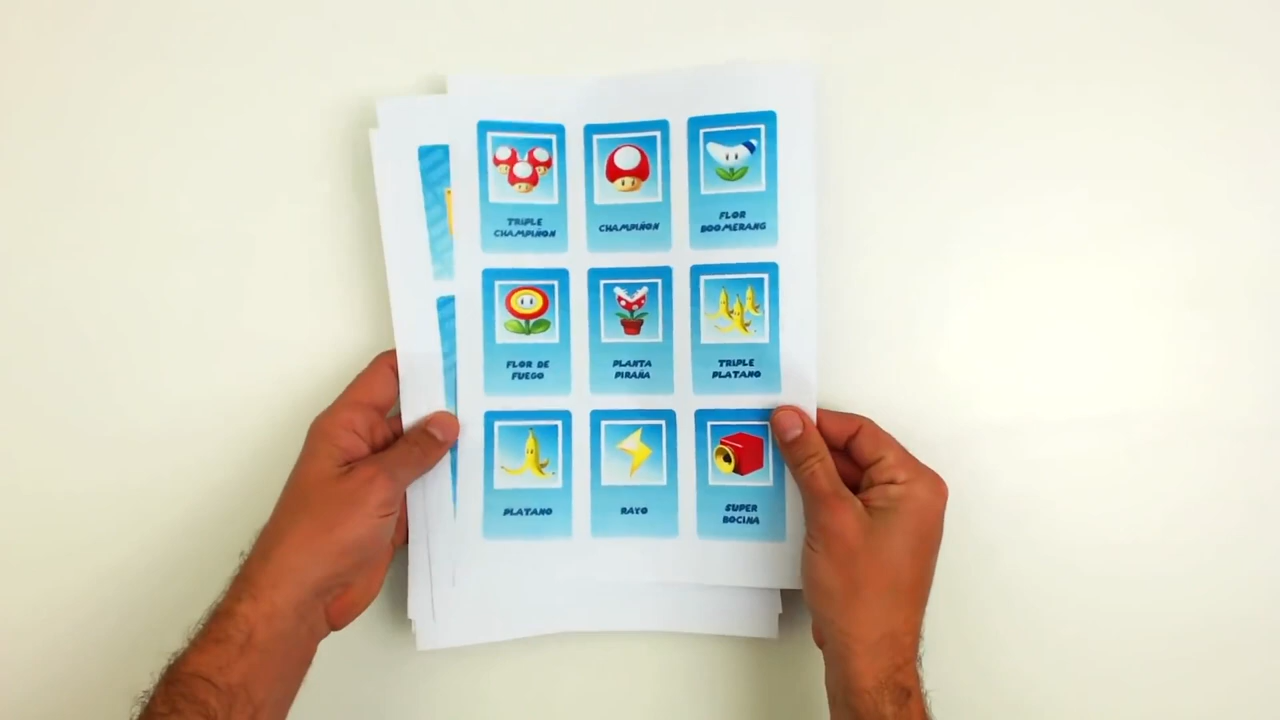 TRIPLE
CHAMPIÑON
CHAMPIÑON
FLOR
BOOMERANG
FLOR DE
FUEGO
PLANTA
PIRAÑA
TRIPLE
PLATANO
PLATANO
RAYO
SUPER
BOCINA